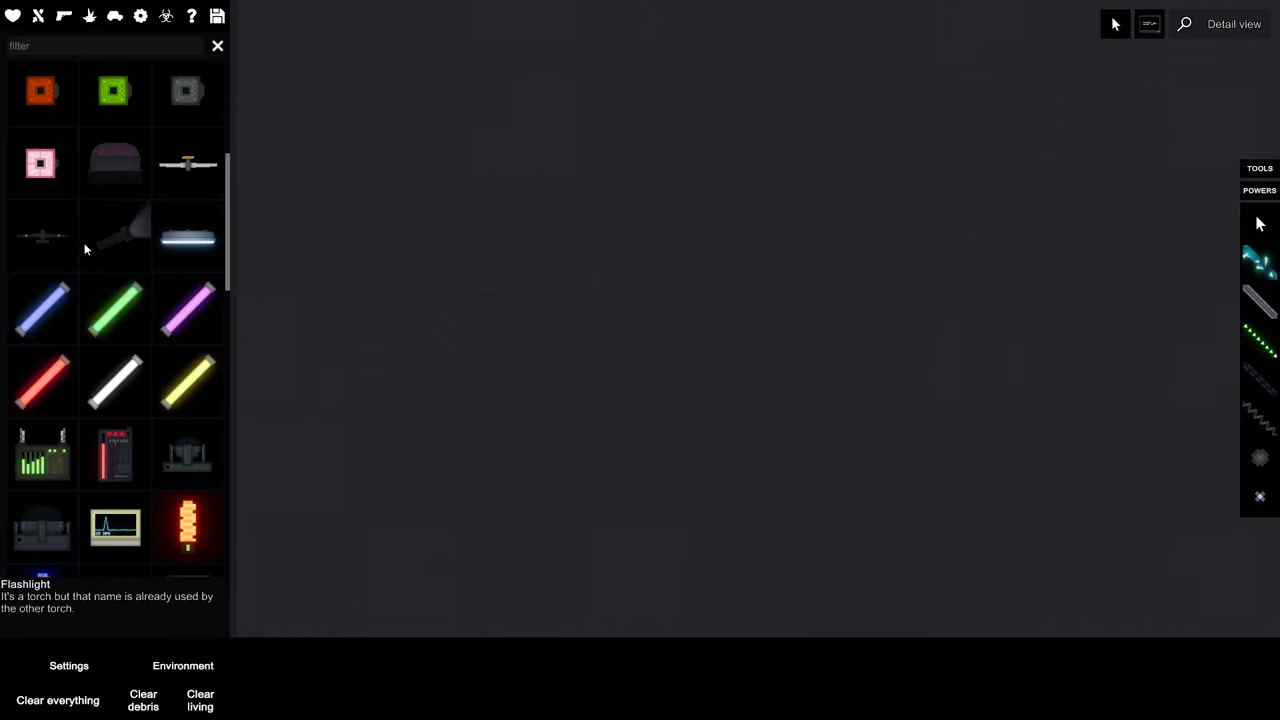 filter
Detail view
TOOLS
POWERS
Flashlight
It's a torch but that name is already used by
the other torch.
Settings
Environment
Clear everything
Clear
debris
Clear
living